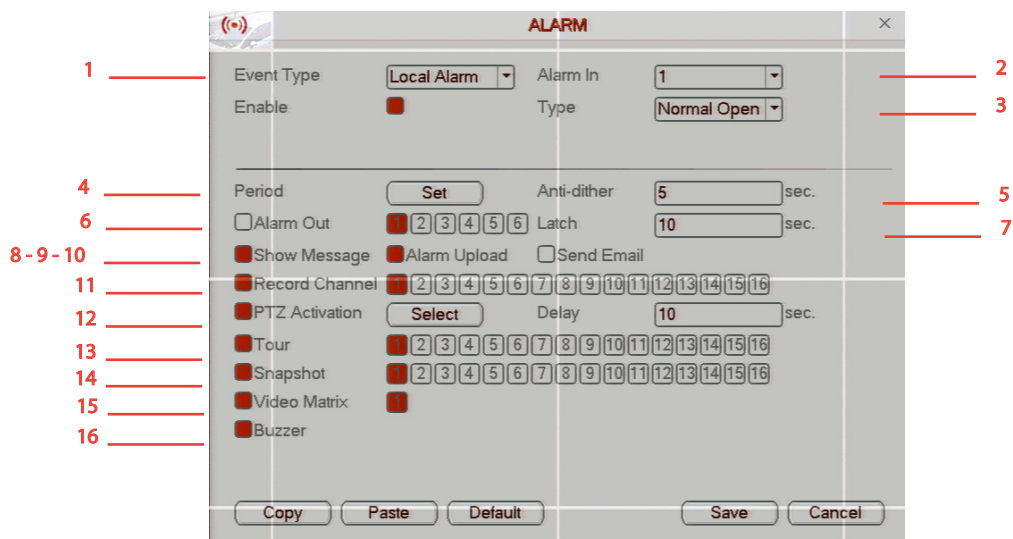 ALARM ×
1 Event Type Local Alarm Alarm In 1 2
Enable Type Normal Open 3
4 Period Set Anti-dither 5 sec. 5
6 Alarm Out 1 2 3 4 5 6 Latch 10 sec. 7
8 - 9 - 10 Show Message Alarm Upload Send Email
11 Record Channel 1 2 3 4 5 6 7 8 9 10 11 12 13 14 15 16
12 PTZ Activation Select Delay 10 sec.
13 Tour 1 2 3 4 5 6 7 8 9 10 11 12 13 14 15 16
14 Snapshot 1 2 3 4 5 6 7 8 9 10 11 12 13 14 15 16
15 Video Matrix 1
16 Buzzer
Copy Paste Default Save Cancel